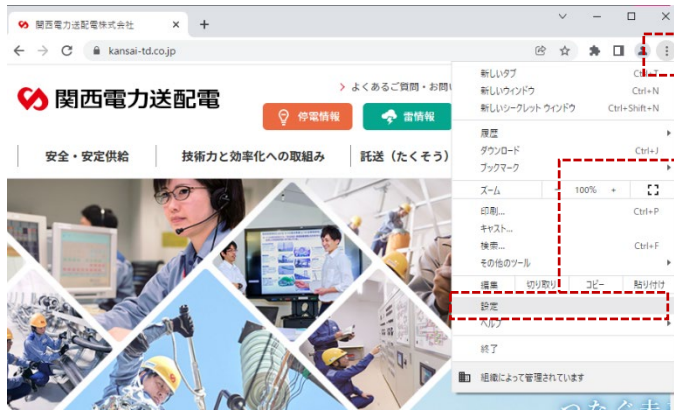 関西電力送配電株式会社
kansai-td.co.jp
関西電力送配電
よくあるご質問・お問い
停電情報
雷情報
安全・安定供給
技術力と効率化への取組み
託送（たくそう）
新しいタブ Ctrl+T
新しいウィンドウ Ctrl+N
新しいシークレット ウィンドウ Ctrl+Shift+N
履歴
ダウンロード Ctrl+J
ブックマーク
ズーム - 100% +
印刷... Ctrl+P
キャスト...
検索... Ctrl+F
その他のツール
編集 切り取り コピー 貼り付け
設定
ヘルプ
終了
組織によって管理されています